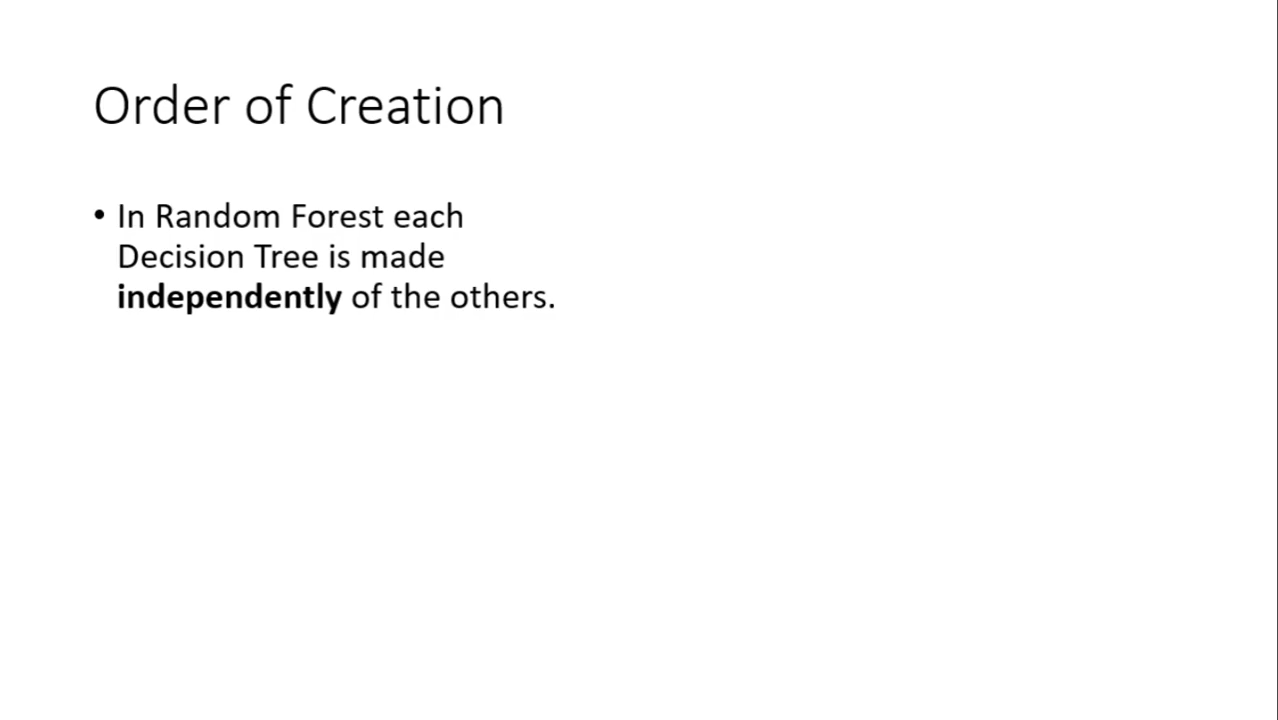 Order of Creation
• In Random Forest each
Decision Tree is made
independently of the others.